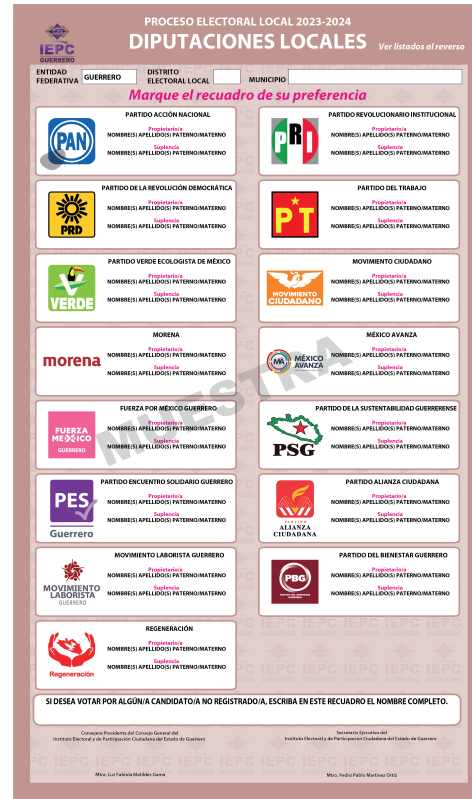 PROCESO ELECTORAL LOCAL 2023-2024
DIPUTACIONES LOCALES
Ver listados al reverso
IEPC
GUERRERO
ENTIDAD FEDERATIVA
GUERRERO
DISTRITO ELECTORAL LOCAL
MUNICIPIO
Marque el recuadro de su preferencia
PAN
PARTIDO ACCIÓN NACIONAL
Propietario/a
NOMBRE(S) APELLIDO(S) PATERNO/MATERNO
Suplencia
NOMBRE(S) APELLIDO(S) PATERNO/MATERNO
PRI
PARTIDO REVOLUCIONARIO INSTITUCIONAL
Propietario/a
NOMBRE(S) APELLIDO(S) PATERNO/MATERNO
Suplencia
NOMBRE(S) APELLIDO(S) PATERNO/MATERNO
PRD
PARTIDO DE LA REVOLUCIÓN DEMOCRÁTICA
Propietario/a
NOMBRE(S) APELLIDO(S) PATERNO/MATERNO
Suplencia
NOMBRE(S) APELLIDO(S) PATERNO/MATERNO
PT
PARTIDO DEL TRABAJO
Propietario/a
NOMBRE(S) APELLIDO(S) PATERNO/MATERNO
Suplencia
NOMBRE(S) APELLIDO(S) PATERNO/MATERNO
VERDE
PARTIDO VERDE ECOLOGISTA DE MÉXICO
Propietario/a
NOMBRE(S) APELLIDO(S) PATERNO/MATERNO
Suplencia
NOMBRE(S) APELLIDO(S) PATERNO/MATERNO
MOVIMIENTO
CIUDADANO
MOVIMIENTO CIUDADANO
Propietario/a
NOMBRE(S) APELLIDO(S) PATERNO/MATERNO
Suplencia
NOMBRE(S) APELLIDO(S) PATERNO/MATERNO
morena
MORENA
Propietario/a
NOMBRE(S) APELLIDO(S) PATERNO/MATERNO
Suplencia
NOMBRE(S) APELLIDO(S) PATERNO/MATERNO
MA
MÉXICO
AVANZA
MÉXICO AVANZA
Propietario/a
NOMBRE(S) APELLIDO(S) PATERNO/MATERNO
Suplencia
NOMBRE(S) APELLIDO(S) PATERNO/MATERNO
MUESTRA
FUERZA
MEXICO
GUERRERO
FUERZA POR MÉXICO GUERRERO
Propietario/a
NOMBRE(S) APELLIDO(S) PATERNO/MATERNO
Suplencia
NOMBRE(S) APELLIDO(S) PATERNO/MATERNO
PSG
PARTIDO DE LA SUSTENTABILIDAD GUERRERENSE
Propietario/a
NOMBRE(S) APELLIDO(S) PATERNO/MATERNO
Suplencia
NOMBRE(S) APELLIDO(S) PATERNO/MATERNO
PES
Guerrero
PARTIDO ENCUENTRO SOLIDARIO GUERRERO
Propietario/a
NOMBRE(S) APELLIDO(S) PATERNO/MATERNO
Suplencia
NOMBRE(S) APELLIDO(S) PATERNO/MATERNO
PARTIDO
ALIANZA
CIUDADANA
PARTIDO ALIANZA CIUDADANA
Propietario/a
NOMBRE(S) APELLIDO(S) PATERNO/MATERNO
Suplencia
NOMBRE(S) APELLIDO(S) PATERNO/MATERNO
MOVIMIENTO
LABORISTA
GUERRERO
MOVIMIENTO LABORISTA GUERRERO
Propietario/a
NOMBRE(S) APELLIDO(S) PATERNO/MATERNO
Suplencia
NOMBRE(S) APELLIDO(S) PATERNO/MATERNO
PBG
PARTIDO DEL BIENESTAR
GUERRERO
PARTIDO DEL BIENESTAR GUERRERO
Propietario/a
NOMBRE(S) APELLIDO(S) PATERNO/MATERNO
Suplencia
NOMBRE(S) APELLIDO(S) PATERNO/MATERNO
Regeneración
REGENERACIÓN
Propietario/a
NOMBRE(S) APELLIDO(S) PATERNO/MATERNO
Suplencia
NOMBRE(S) APELLIDO(S) PATERNO/MATERNO
SI DESEA VOTAR POR ALGÚN/A CANDIDATO/A NO REGISTRADO/A, ESCRIBA EN ESTE RECUADRO EL NOMBRE COMPLETO.
Consejera Presidenta del Consejo General del
Instituto Electoral y de Participación Ciudadana del Estado de Guerrero
Mtra. Luz Fabiola Matildes Gama
Secretario Ejecutivo del
Instituto Electoral y de Participación Ciudadana del Estado de Guerrero
Mtro. Pedro Pablo Martínez Ortiz